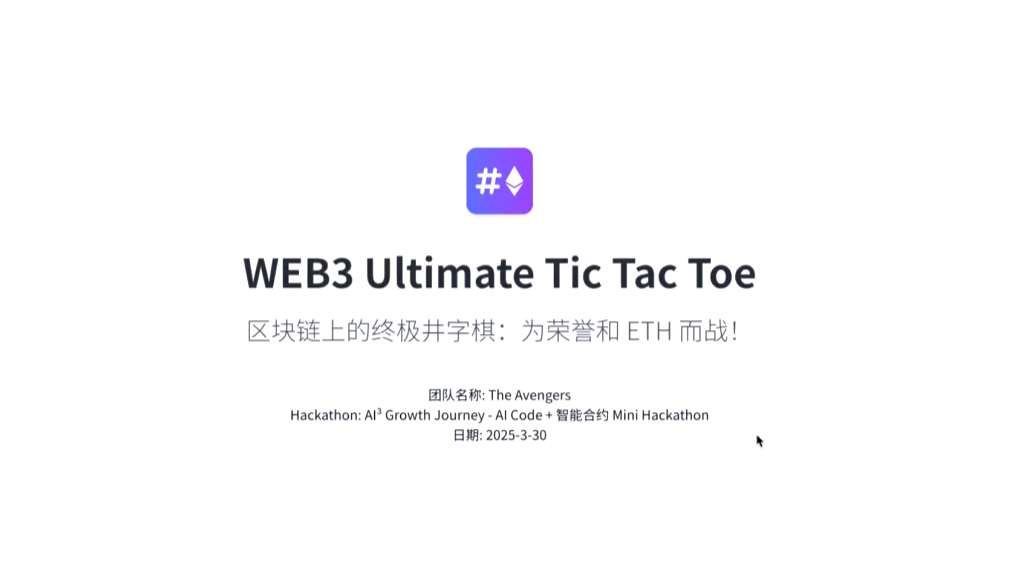 #
WEB3 Ultimate Tic Tac Toe
区块链上的终极井字棋：为荣誉和 ETH 而战！
团队名称: The Avengers
Hackathon: AI³ Growth Journey - AI Code + 智能合约 Mini Hackathon
日期: 2025-3-30